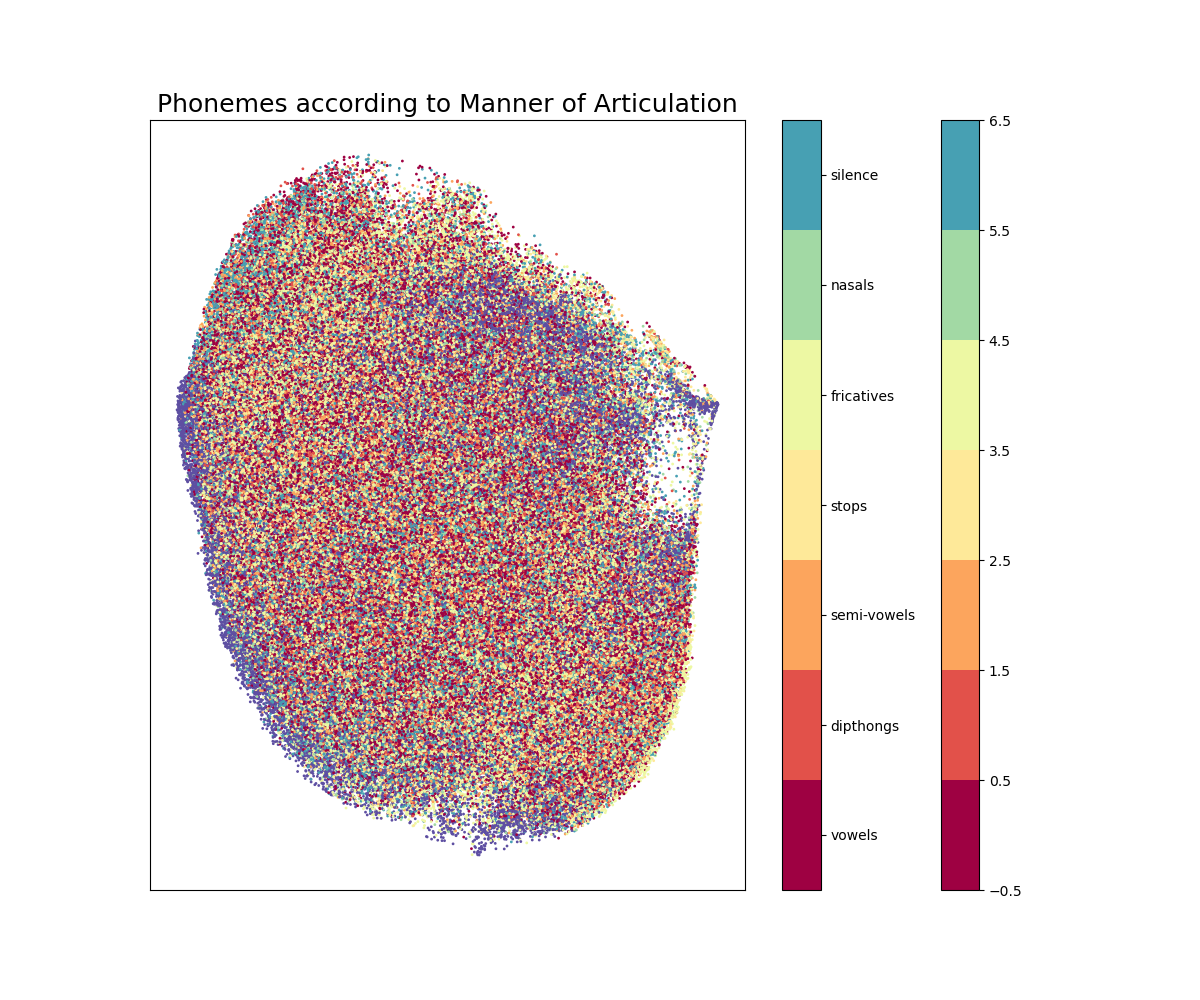 Phonemes according to Manner of Articulation
silence
nasals
fricatives
stops
semi-vowels
dipthongs
vowels
6.5
5.5
4.5
3.5
2.5
1.5
0.5
−0.5